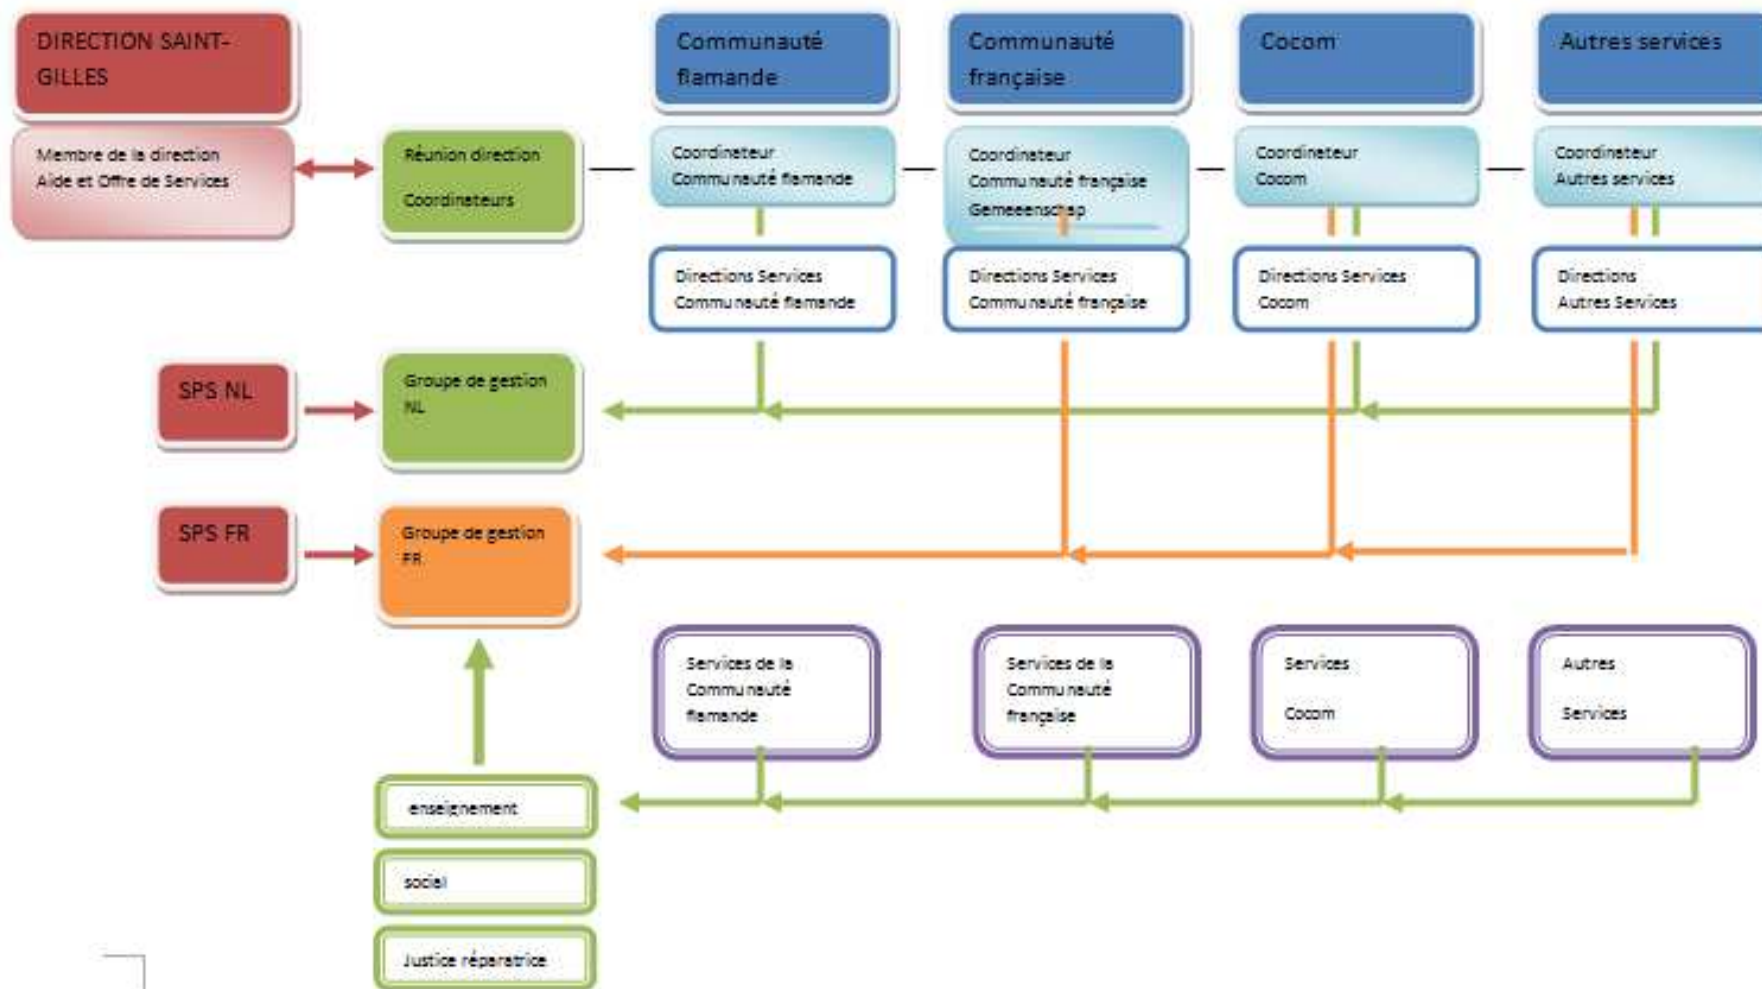 DIRECTION SAINT-
GILLES
Communauté
flamande
Communauté
française
Cocom
Autres services
Membre de la direction
Aide et Offre de Services
Réunion direction
Coordinateurs
Coordinateur
Communauté flamande
Coordinateur
Communauté française
Gemeeenschap
Coordinateur
Cocom
Coordinateur
Autres services
Directions Services
Communauté flamande
Directions Services
Communauté française
Directions Services
Cocom
Directions
Autres Services
SPS NL
Groupe de gestion
NL
SPS FR
Groupe de gestion
FR
Services de la
Communauté
flamande
Services de la
Communauté
française
Services
Cocom
Autres
Services
enseignement
social
Justice réparatrice